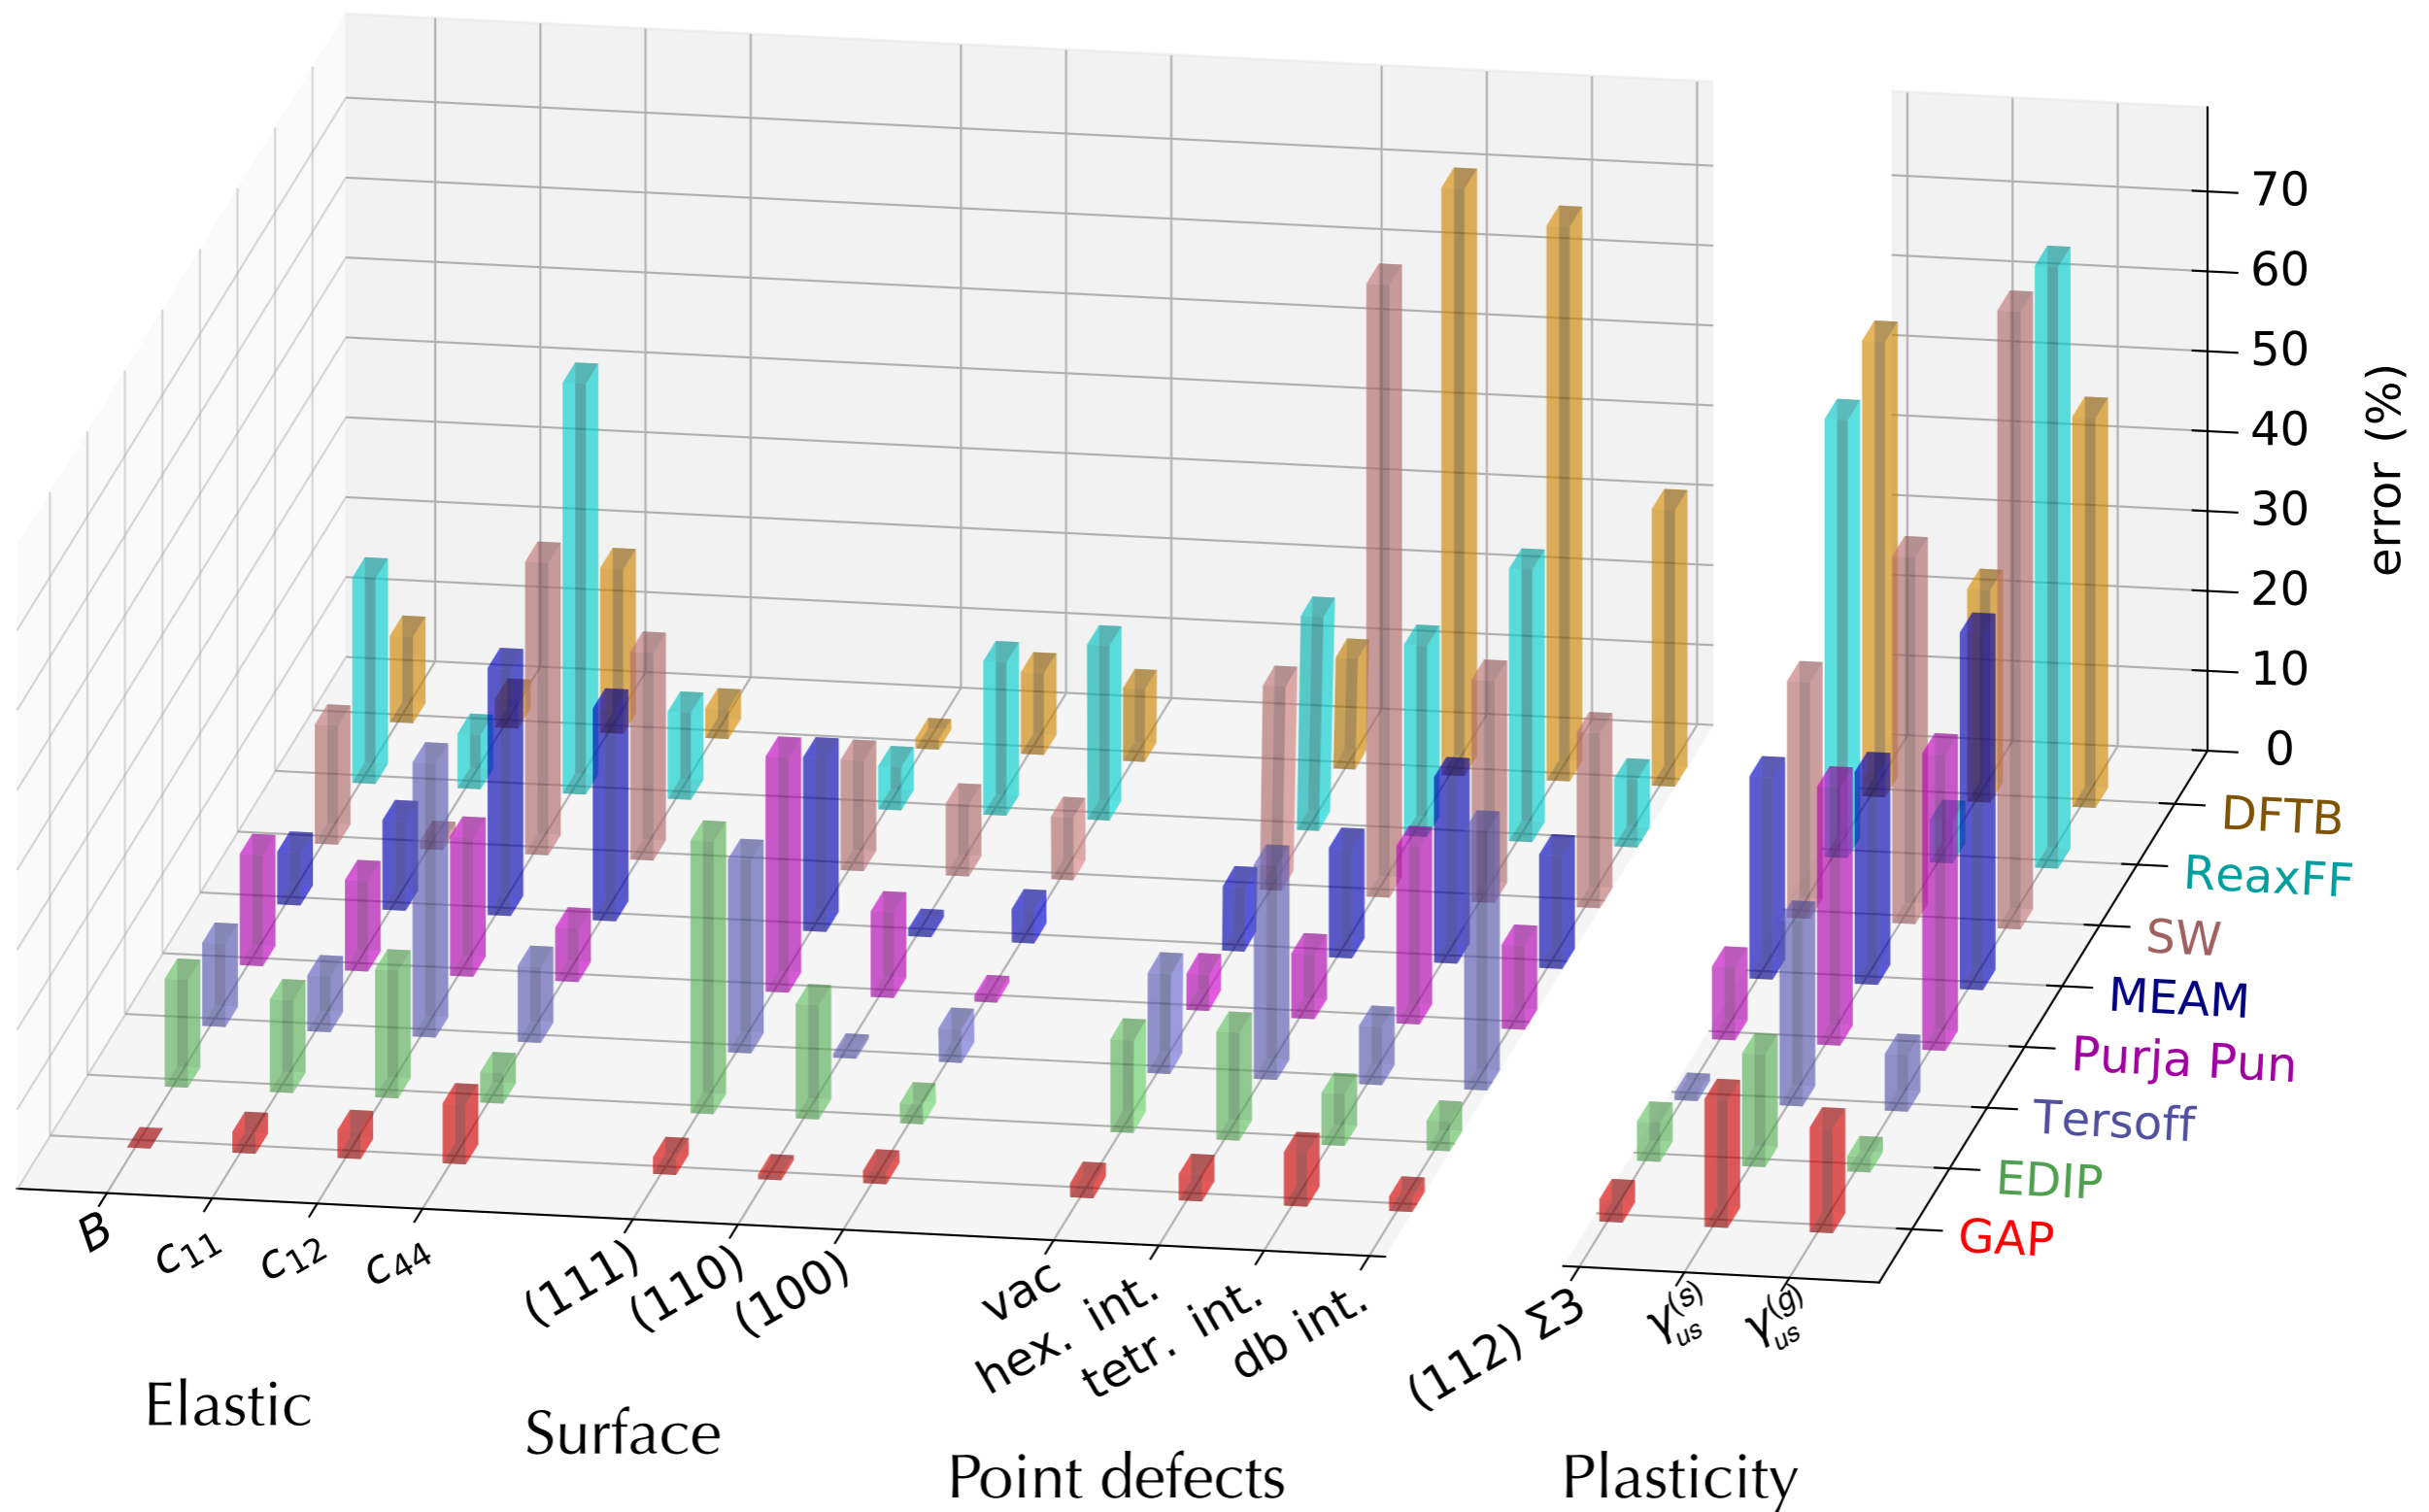 70
60
50
40
30
20
10
0
error (%)
DFTB
ReaxFF
SW
MEAM
Purja Pun
Tersoff
EDIP
GAP
B
c11
c12
c44
(111)
(110)
(100)
vac
hex. int.
tetr. int.
db int.
(112) Σ3
γus(s)
γus(g)
Elastic
Surface
Point defects
Plasticity